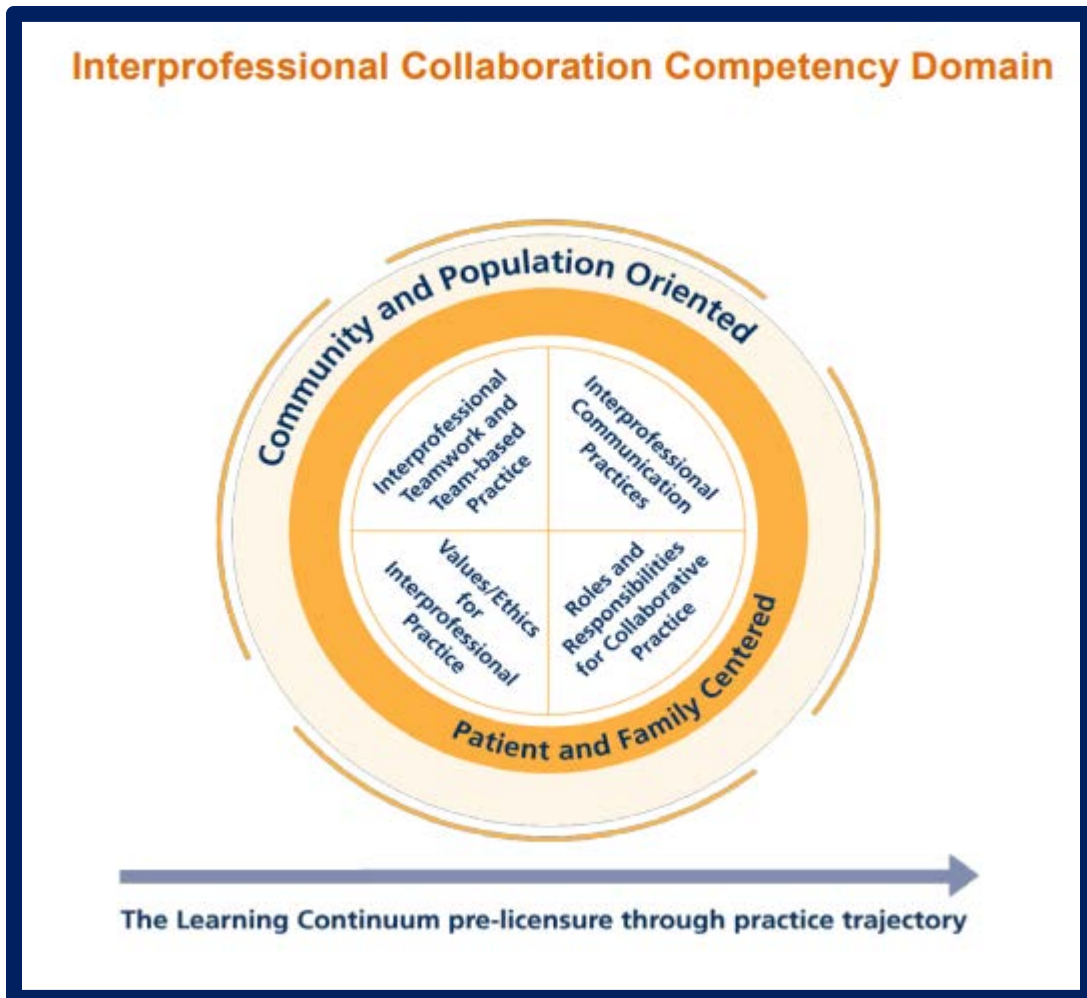 Interprofessional Collaboration Competency Domain
Community and Population Oriented
Interprofessional
Teamwork and
Team-based
Practice
Interprofessional
Communication
Practices
Values/Ethics
for
Interprofessional
Practice
Roles and
Responsibilities
for Collaborative
Practice
Patient and Family Centered
The Learning Continuum pre-licensure through practice trajectory